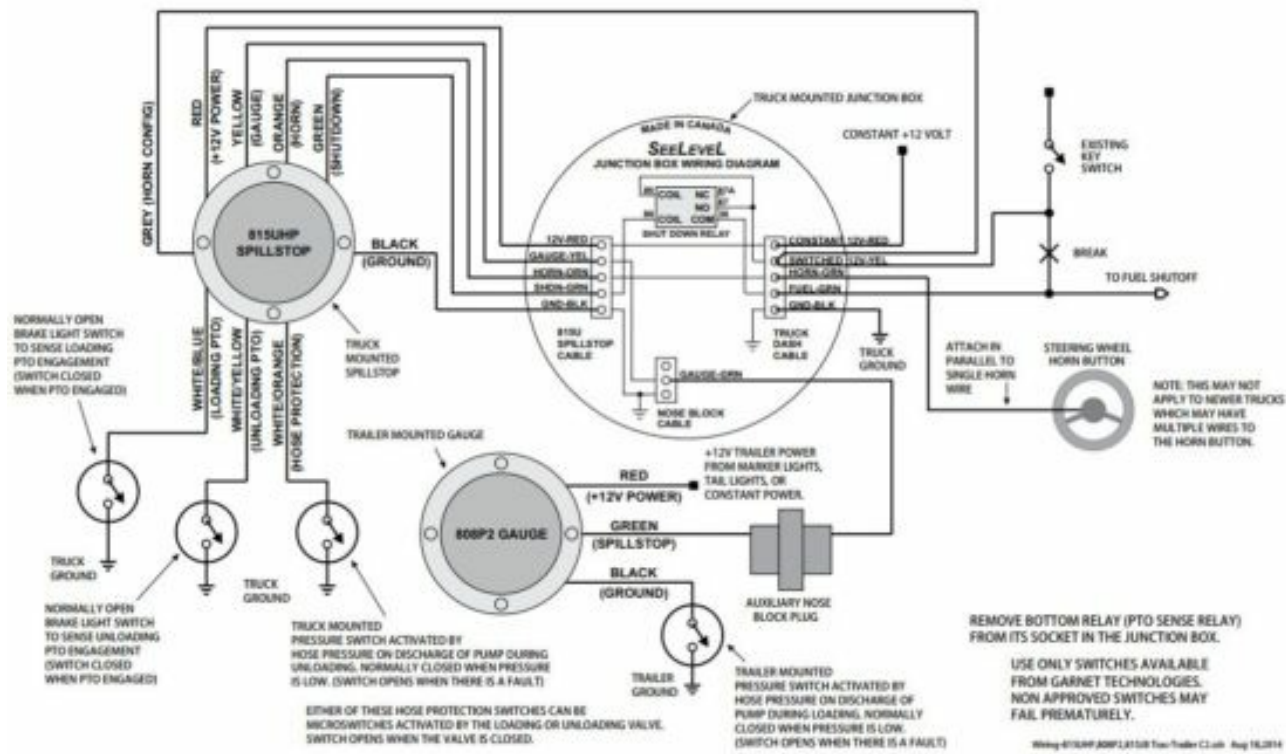 GREY (HORN CONFIG)
RED
(+12V POWER)
YELLOW
(GAUGE)
ORANGE
(HORN)
GREEN
(SHUTDOWN)
815UHP
SPILLSTOP
BLACK
(GROUND)
TRUCK
MOUNTED
SPILLSTOP
WHITE/BLUE
(LOADING PTO)
WHITE/YELLOW
(UNLOADING PTO)
WHITE/ORANGE
(HOSE PROTECTION)
NORMALLY OPEN
BRAKE LIGHT SWITCH
TO SENSE LOADING
PTO ENGAGEMENT
(SWITCH CLOSED
WHEN PTO ENGAGED)
TRUCK
GROUND
NORMALLY OPEN
BRAKE LIGHT SWITCH
TO SENSE UNLOADING
PTO ENGAGEMENT
(SWITCH CLOSED
WHEN PTO ENGAGED)
TRUCK
GROUND
TRUCK MOUNTED
PRESSURE SWITCH ACTIVATED BY
HOSE PRESSURE ON DISCHARGE OF PUMP DURING
UNLOADING. NORMALLY CLOSED WHEN PRESSURE
IS LOW. (SWITCH OPENS WHEN THERE IS A FAULT)
EITHER OF THESE HOSE PROTECTION SWITCHES CAN BE
MICROSWITCHES ACTIVATED BY THE LOADING OR UNLOADING VALVE.
SWITCH OPENS WHEN THE VALVE IS CLOSED.
TRUCK MOUNTED JUNCTION BOX
MADE IN CANADA
SEELEVEL
JUNCTION BOX WIRING DIAGRAM
85
COIL
NC
87A
NO
87
86
COIL
COM
30
SHUT DOWN RELAY
12V-RED
GAUGE-YEL
HORN-ORN
SHDN-GRN
GND-BLK
815U
SPILLSTOP
CABLE
CONSTANT 12V-RED
SWITCHED 12V-YEL
HORN-ORN
FUEL-GRN
GND-BLK
TRUCK
DASH
CABLE
GAUGE-GRN
NOSE BLOCK
CABLE
CONSTANT +12 VOLT
EXISTING
KEY
SWITCH
BREAK
TO FUEL SHUTOFF
TRUCK
GROUND
ATTACH IN
PARALLEL TO
SINGLE HORN
WIRE
STEERING WHEEL
HORN BUTTON
NOTE: THIS MAY NOT
APPLY TO NEWER TRUCKS
WHICH MAY HAVE
MULTIPLE WIRES TO
THE HORN BUTTON.
TRAILER MOUNTED GAUGE
808P2 GAUGE
RED
(+12V POWER)
+12V TRAILER POWER
FROM MARKER LIGHTS,
TAIL LIGHTS, OR
CONSTANT POWER.
GREEN
(SPILLSTOP)
BLACK
(GROUND)
AUXILIARY NOSE
BLOCK PLUG
TRAILER
GROUND
TRAILER MOUNTED
PRESSURE SWITCH ACTIVATED BY
HOSE PRESSURE ON DISCHARGE OF
PUMP DURING LOADING. NORMALLY
CLOSED WHEN PRESSURE IS LOW.
(SWITCH OPENS WHEN THERE IS A FAULT)
REMOVE BOTTOM RELAY (PTO SENSE RELAY)
FROM ITS SOCKET IN THE JUNCTION BOX.
USE ONLY SWITCHES AVAILABLE
FROM GARNET TECHNOLOGIES.
NON APPROVED SWITCHES MAY
FAIL PREMATURELY.